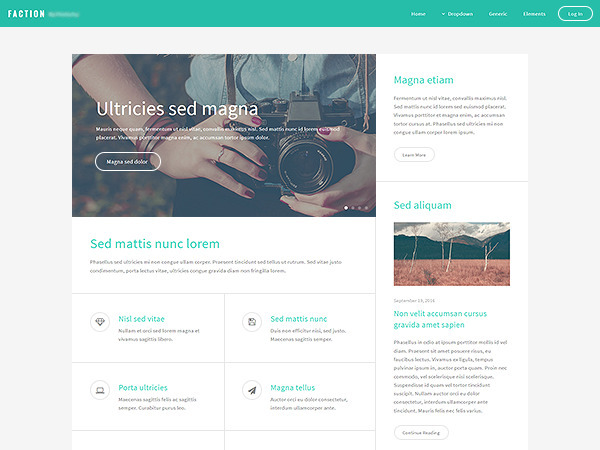 FACTION
Home Dropdown Generic Elements Log In
Ultricies sed magna
Mauris neque quam, fermentum ut nisl vitae, convallis maximus nisl. Sed mattis nunc id lorem euismod
placerat. Vivamus porttitor magna enim, ac accumsan tortor ipsum dolor.
Magna sed dolor
Sed mattis nunc lorem
Phasellus sed ultricies mi non congue ullam corper. Praesent tincidunt sed tellus ut rutrum. Sed vitae justo
condimentum, porta lectus vitae, ultricies congue gravida diam non fringilla lorem.
Nisl sed vitae
Nullam et orci sed lorem magna et
vivamus sagittis libero.
Sed mattis nunc
Duis non efficitur nisl, sed justo.
Maecenas sagittis semper.
Porta ultricies
Maecenas sagittis felis ac sagittis
semper. Curabitur purus leo.
Magna tellus
Auctor orci eu dolor consectetur,
interdum ullamcorper ante.
Magna etiam
Fermentum ut nisl vitae, convallis maximus nisl.
Sed mattis nunc id lorem sed euismod placerat.
Vivamus porttitor et magna enim, ac accumsan
tortor cursus at. Phasellus sed ultricies mi non
congue ullam corper lorem ipsum.
Learn More
Sed aliquam
September 14, 2016
Non velit accumsan cursus
gravida amet sapien
Phasellus in odio at ipsum porttitor mollis id vel
diam. Praesent sit amet posuere risus, eu
faucibus lectus. Vivamus ex ligula, tempus
pulvinar ipsum in, auctor porta quam. Proin nec
commodo, vel scelerisque nisi scelerisque.
Suspendisse id quam vel tortor tincidunt
suscipit. Nullam auctor orci eu dolor
consectetur, interdum ullamcorper ante
tincidunt. Mauris felis nec felis varius.
Continue Reading